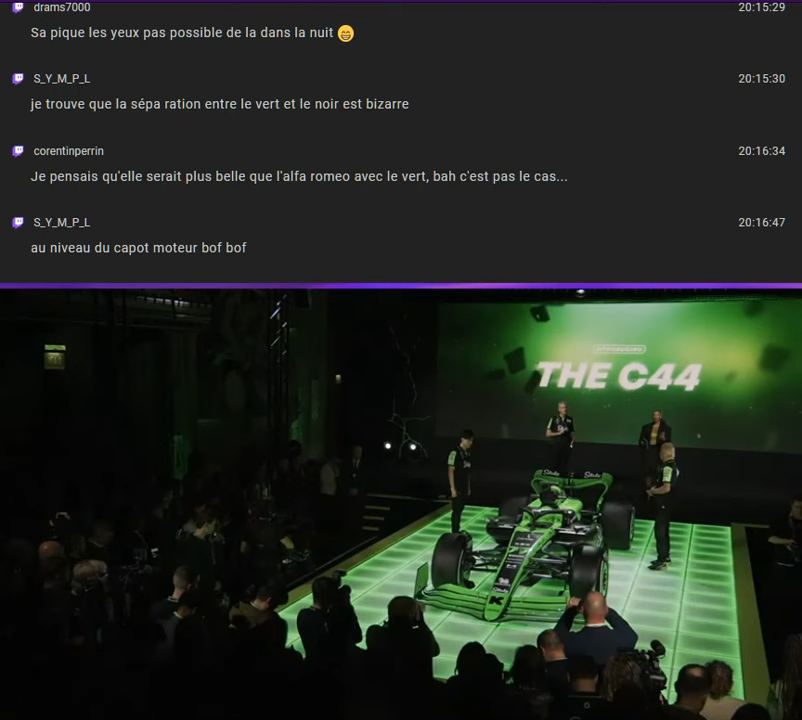 drams7000
20:15:29
Sa pique les yeux pas possible de la dans la nuit 😄
S_Y_M_P_L
20:15:30
je trouve que la sépa ration entre le vert et le noir est bizarre
corentinperrin
20:16:34
Je pensais qu'elle serait plus belle que l'alfa romeo avec le vert, bah c'est pas le cas...
S_Y_M_P_L
20:16:47
au niveau du capot moteur bof bof
INTRODUCING
THE C44
Stake
Stake
K